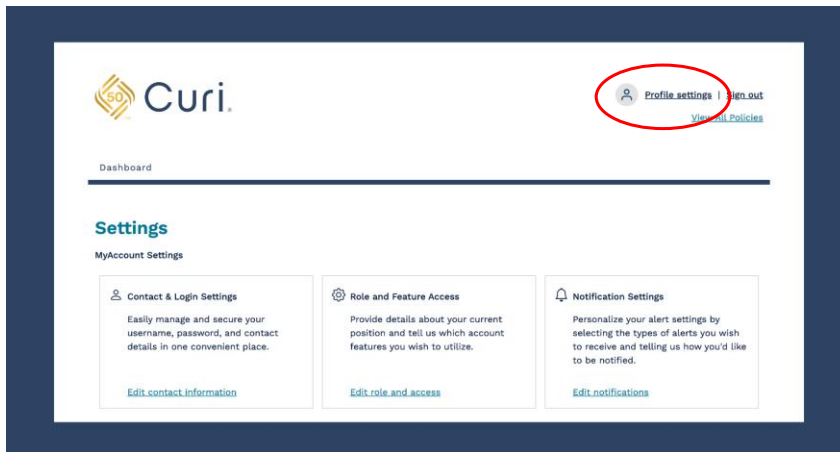 50 Curi.
Profile settings | Sign out
View All Policies
Dashboard
Settings
MyAccount Settings
Contact & Login Settings
Easily manage and secure your
username, password, and contact
details in one convenient place.
Edit contact information
Role and Feature Access
Provide details about your current
position and tell us which account
features you wish to utilize.
Edit role and access
Notification Settings
Personalize your alert settings by
selecting the types of alerts you wish
to receive and telling us how you'd like
to be notified.
Edit notifications